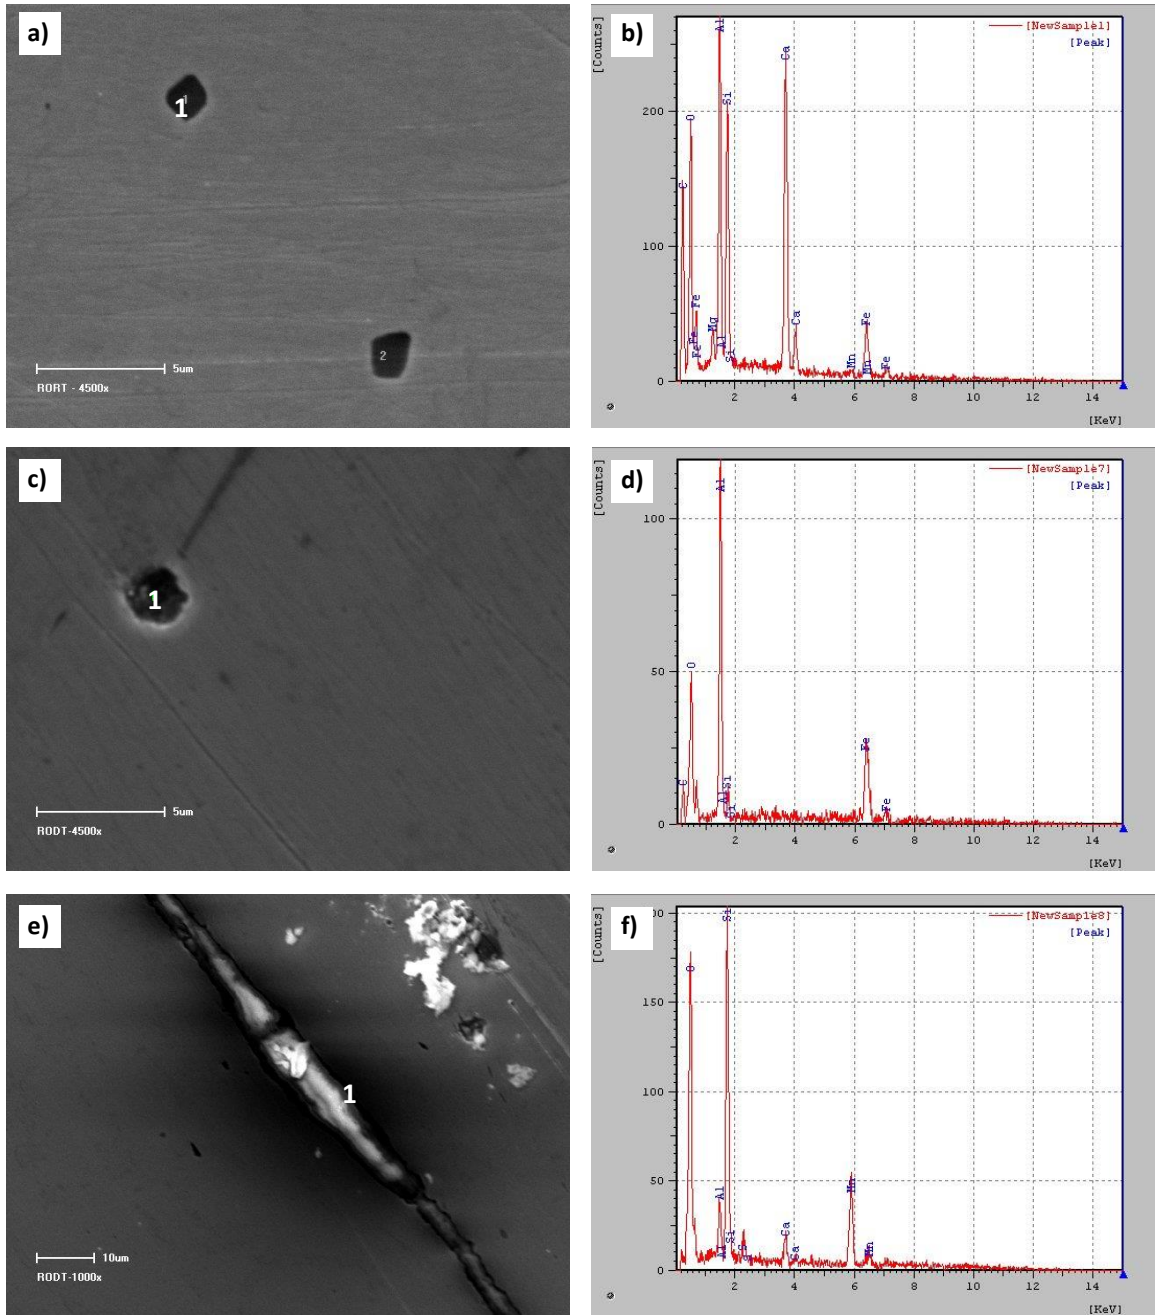 a)
1
1
2
5um
RORT - 4500x
b)
[Counts]
[NewSample1]
[Peak]
Al
Ca
Si
O
C
Fe
Fe
Fe
Mg
Al
Si
Ca
Mn
Fe
Mn
Fe
200
100
0
2 4 6 8 10 12 14
[KeV]
c)
1
5um
RODT-4500x
d)
[Counts]
[NewSample7]
[Peak]
Al
O
C
Al
Si
Fe
Fe
100
50
0
2 4 6 8 10 12 14
[KeV]
e)
1
10um
RODT-1000x
f)
[Counts]
[NewSample8]
[Peak]
Si
O
Al
Al
Si
S
Ca
Ca
Mn
Mn
150
100
50
0
2 4 6 8 10 12 14
[KeV]